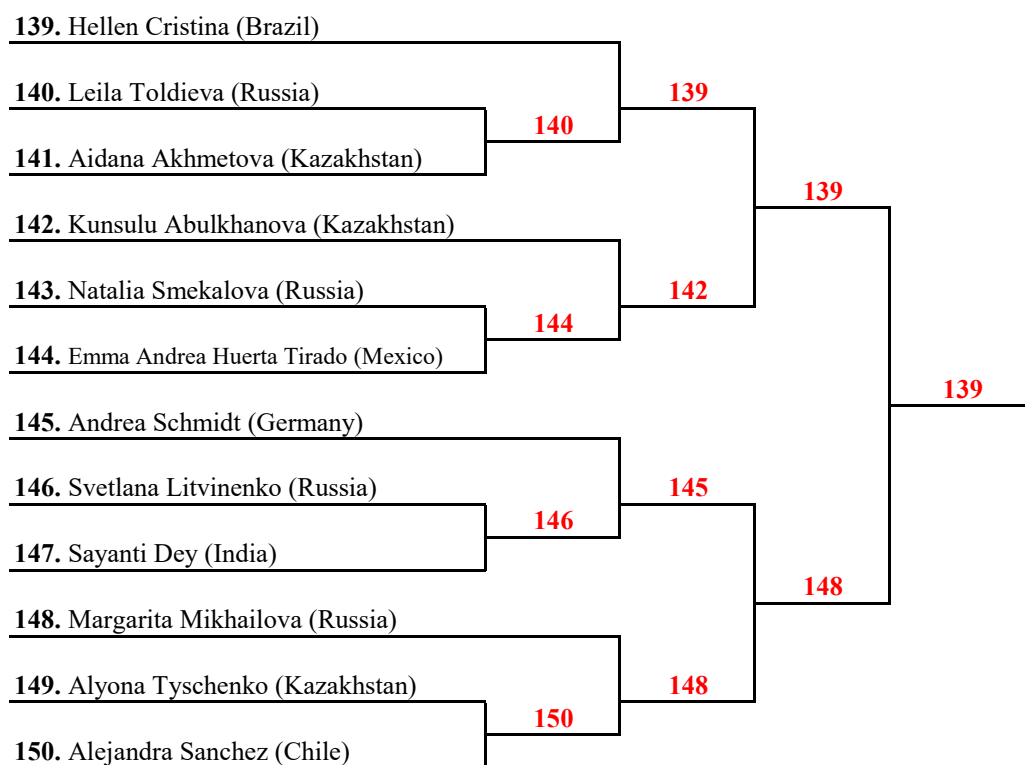 139. Hellen Cristina (Brazil)
140. Leila Toldieva (Russia)
139
140
141. Aidana Akhmetova (Kazakhstan)
139
142. Kunsulu Abulkhanova (Kazakhstan)
143. Natalia Smekalova (Russia)
142
144
144. Emma Andrea Huerta Tirado (Mexico)
139
145. Andrea Schmidt (Germany)
146. Svetlana Litvinenko (Russia)
145
146
147. Sayanti Dey (India)
148
148. Margarita Mikhailova (Russia)
149. Alyona Tyschenko (Kazakhstan)
148
150
150. Alejandra Sanchez (Chile)